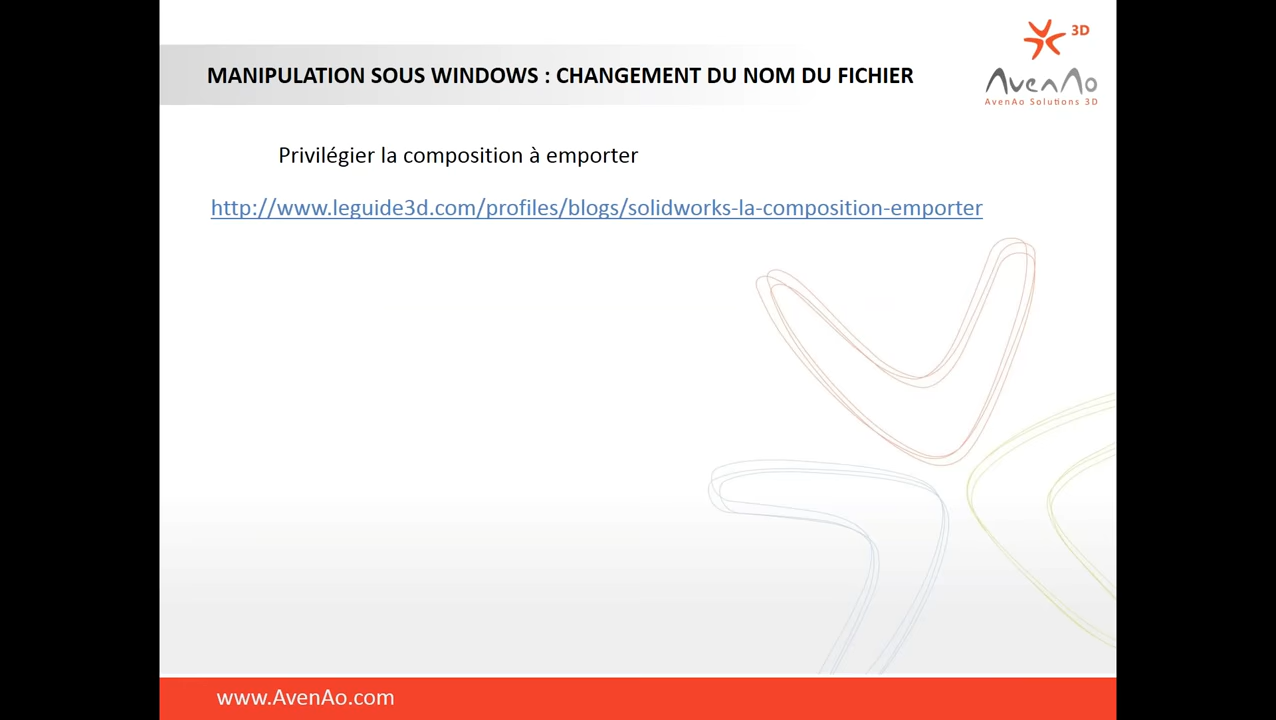 3D
AvenAo
AvenAo Solutions 3D
MANIPULATION SOUS WINDOWS : CHANGEMENT DU NOM DU FICHIER
Privilégier la composition à emporter
http://www.leguide3d.com/profiles/blogs/solidworks-la-composition-emporter
www.AvenAo.com